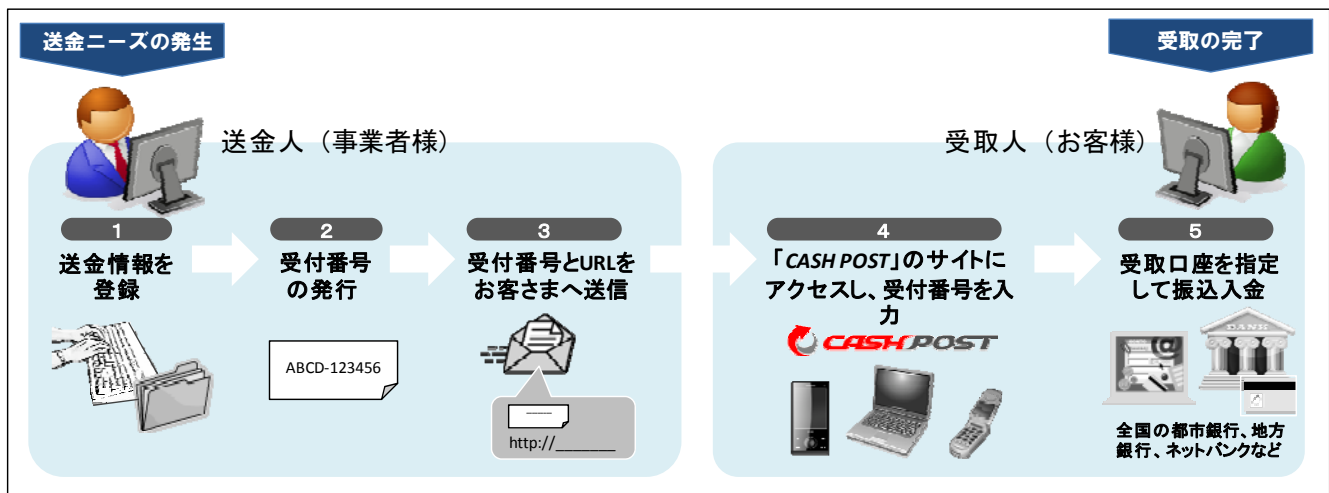 送金ニーズの発生
受取の完了
送金人（事業者様）
受取人（お客様）
1
送金情報を
登録
2
受付番号
の発行
ABCD-123456
3
受付番号とURLを
お客さまへ送信
http://_______
4
「CASH POST」のサイトに
アクセスし、受付番号を入
力
CASH POST
5
受取口座を指定
して振込入金
BANK
@
全国の都市銀行、地方
銀行、ネットバンクなど